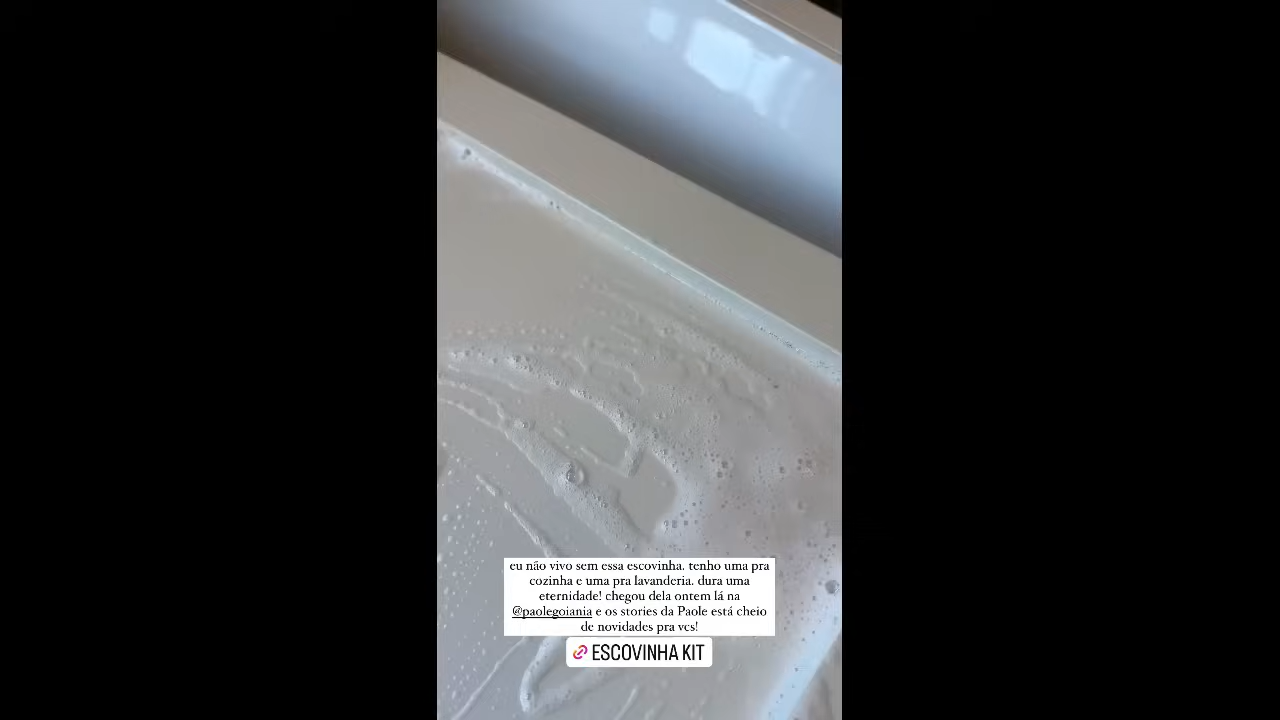 eu não vivo sem essa escovinha. tenho uma pra
cozinha e uma pra lavanderia. dura uma
eternidade! chegou dela ontem lá na
@paolegoiania e os stories da Paole está cheio
de novidades pra vcs!
ESCOVINHA KIT